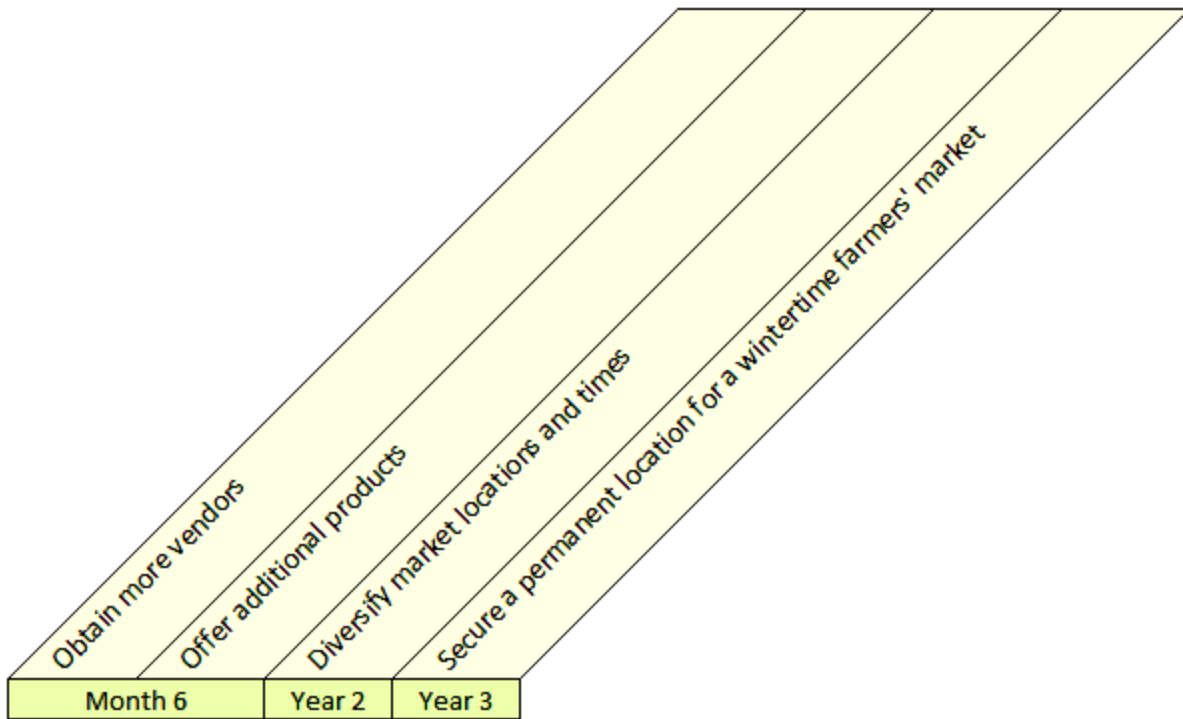 Obtain more vendors
Offer additional products
Diversify market locations and times
Secure a permanent location for a wintertime farmers' market
Month 6
Year 2
Year 3